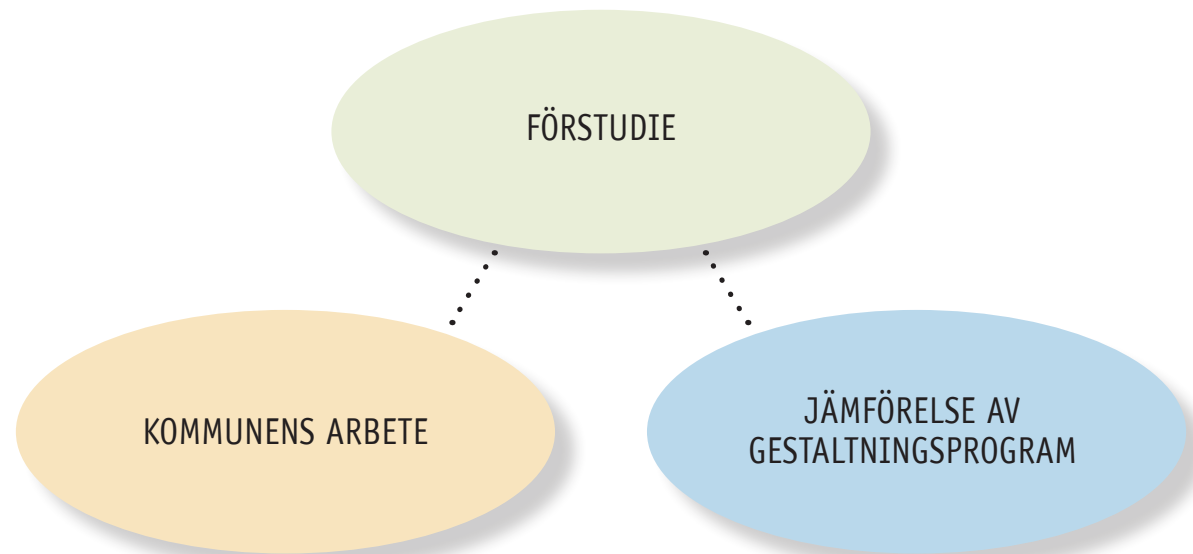 FÖRSTUDIE
KOMMUNENS ARBETE
JÄMFÖRELSE AV
GESTALTNINGSPROGRAM